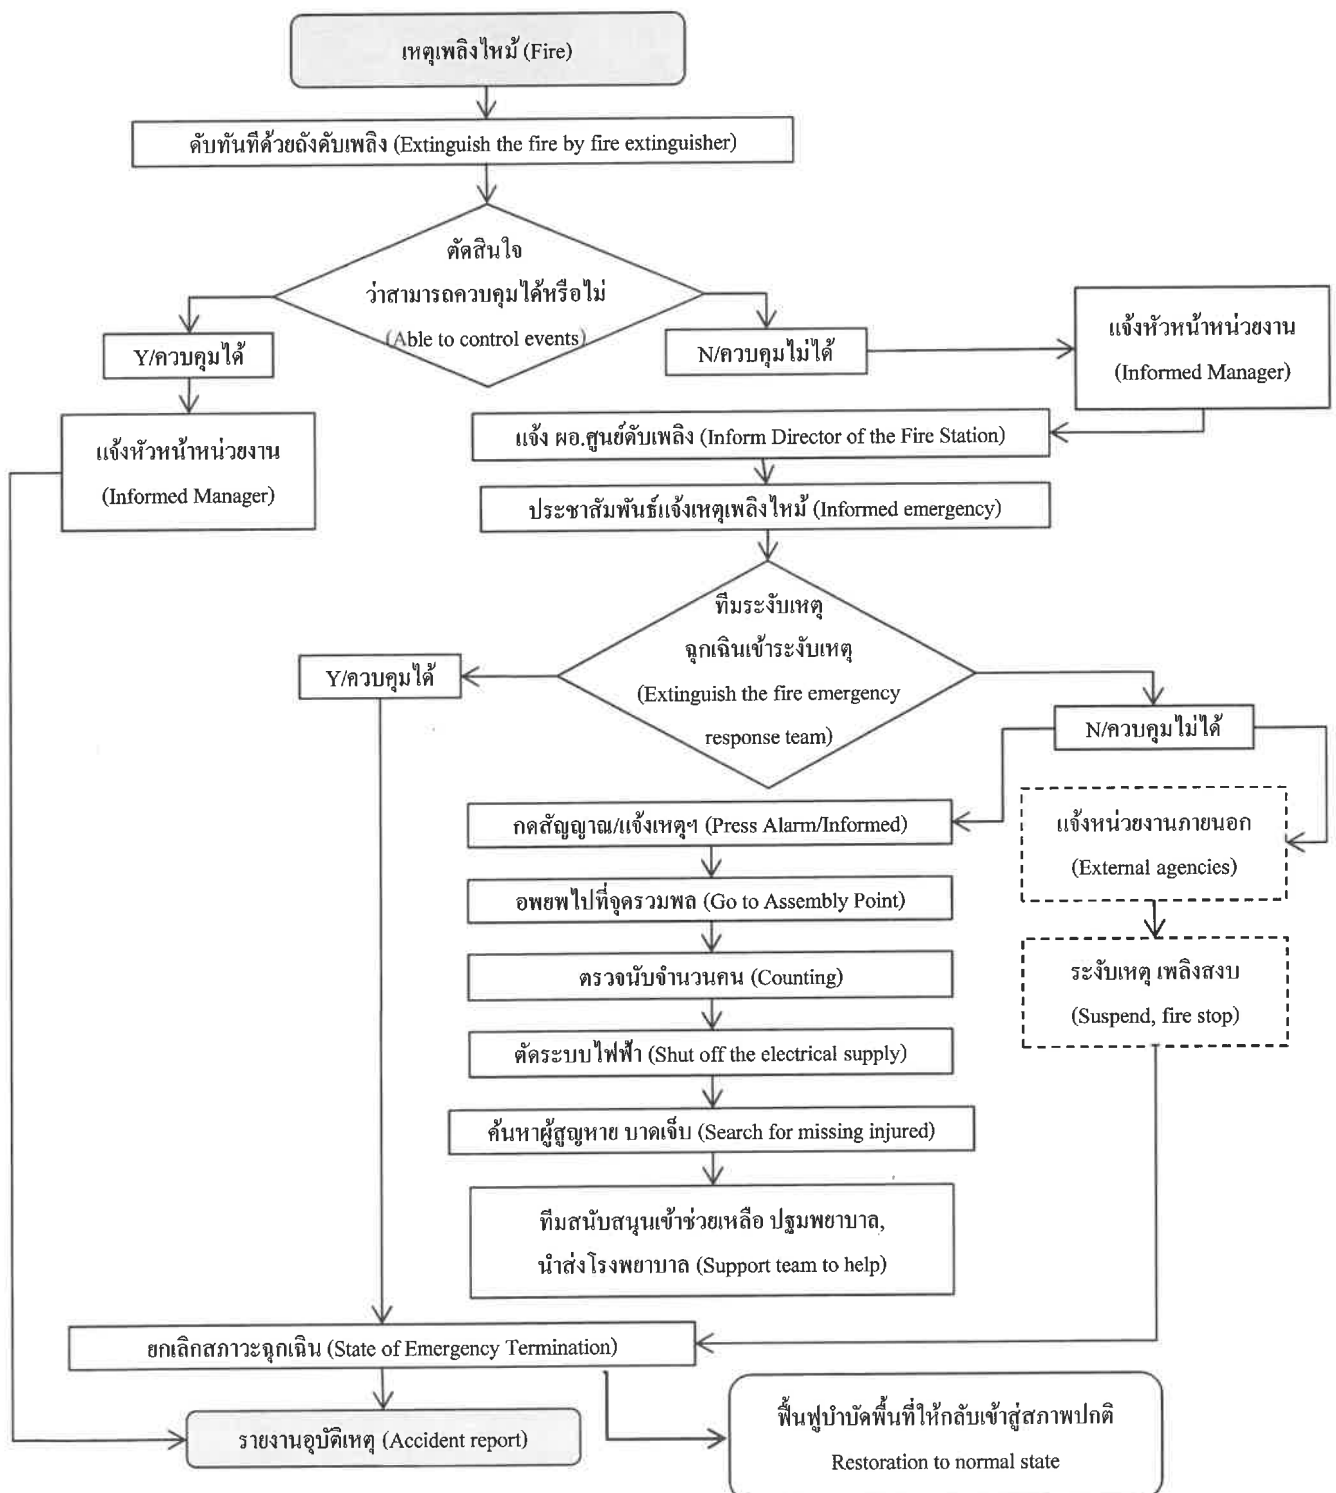 เหตุเพลิงไหม้ (Fire)
ดับทันทีด้วยถังดับเพลิง (Extinguish the fire by fire extinguisher)
ตัดสินใจ
ว่าสามารถควบคุมได้หรือไม่
(Able to control events)
Y/ควบคุมได้
N/ควบคุมไม่ได้
แจ้งหัวหน้าหน่วยงาน
(Informed Manager)
แจ้งหัวหน้าหน่วยงาน
(Informed Manager)
แจ้ง ผอ.ศูนย์ดับเพลิง (Inform Director of the Fire Station)
ประชาสัมพันธ์แจ้งเหตุเพลิงไหม้ (Informed emergency)
ทีมระงับเหตุ
ฉุกเฉินเข้าระงับเหตุ
(Extinguish the fire emergency
response team)
Y/ควบคุมได้
N/ควบคุมไม่ได้
กดสัญญาณ/แจ้งเหตุฯ (Press Alarm/Informed)
แจ้งหน่วยงานภายนอก
(External agencies)
อพยพไปที่จุดรวมพล (Go to Assembly Point)
ตรวจนับจำนวนคน (Counting)
ระงับเหตุ เพลิงสงบ
(Suspend, fire stop)
ตัดระบบไฟฟ้า (Shut off the electrical supply)
ค้นหาผู้สูญหาย บาดเจ็บ (Search for missing injured)
ทีมสนับสนุนเข้าช่วยเหลือ ปฐมพยาบาล,
นำส่งโรงพยาบาล (Support team to help)
ยกเลิกสภาวะฉุกเฉิน (State of Emergency Termination)
รายงานอุบัติเหตุ (Accident report)
ฟื้นฟูบำบัดพื้นที่ให้กลับเข้าสู่สภาพปกติ
Restoration to normal state